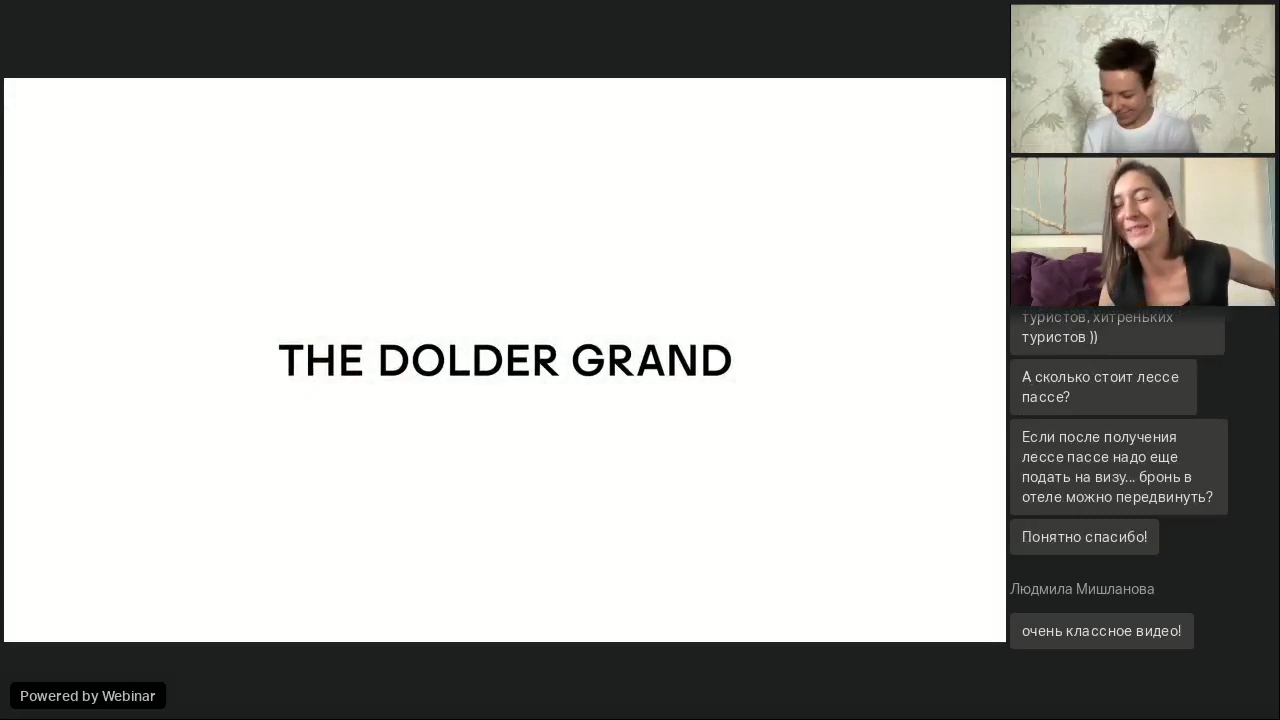 THE DOLDER GRAND
туристов, хитреньких
туристов ))
А сколько стоит лессе
пассе?
Если после получения
лессе пассе надо еще
подать на визу... бронь в
отеле можно передвинуть?
Понятно спасибо!
Людмила Мишланова
очень классное видео!
Powered by Webinar